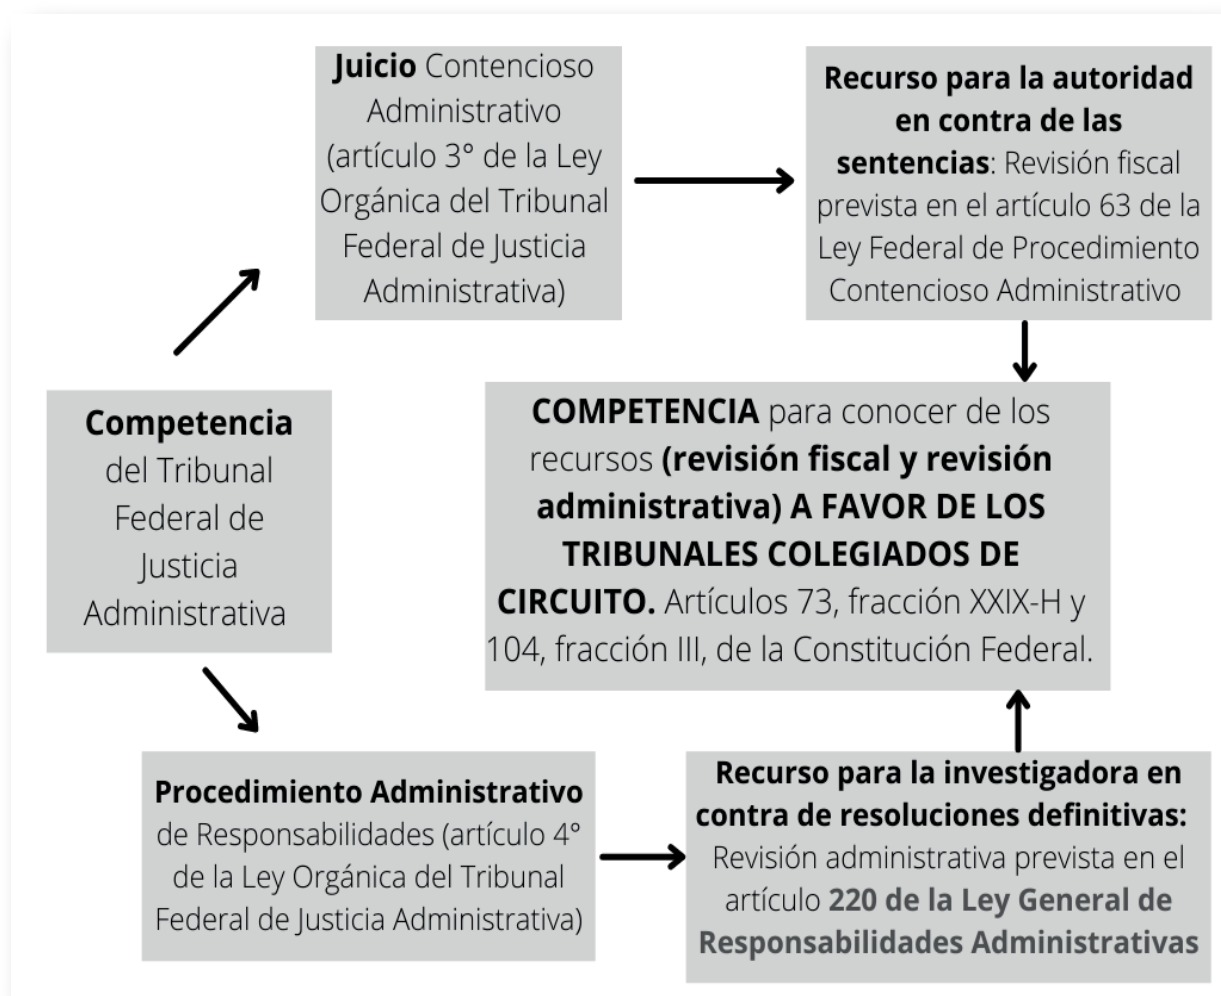 Juicio Contencioso
Administrativo
(artículo 3° de la Ley
Orgánica del Tribunal
Federal de Justicia
Administrativa)
Recurso para la autoridad
en contra de las
sentencias: Revisión fiscal
prevista en el artículo 63 de la
Ley Federal de Procedimiento
Contencioso Administrativo
Competencia
del Tribunal
Federal de
Justicia
Administrativa
COMPETENCIA para conocer de los
recursos (revisión fiscal y revisión
administrativa) A FAVOR DE LOS
TRIBUNALES COLEGIADOS DE
CIRCUITO. Artículos 73, fracción XXIX-H y
104, fracción III, de la Constitución Federal.
Procedimiento Administrativo
de Responsabilidades (artículo 4°
de la Ley Orgánica del Tribunal
Federal de Justicia Administrativa)
Recurso para la investigadora en
contra de resoluciones definitivas:
Revisión administrativa prevista en el
artículo 220 de la Ley General de
Responsabilidades Administrativas